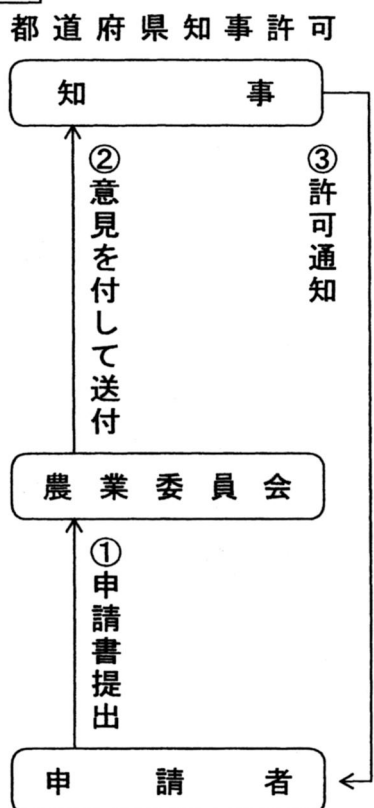 都道府県知事許可
知事
②意見を付して送付
③許可通知
農業委員会
①申請書提出
申請者